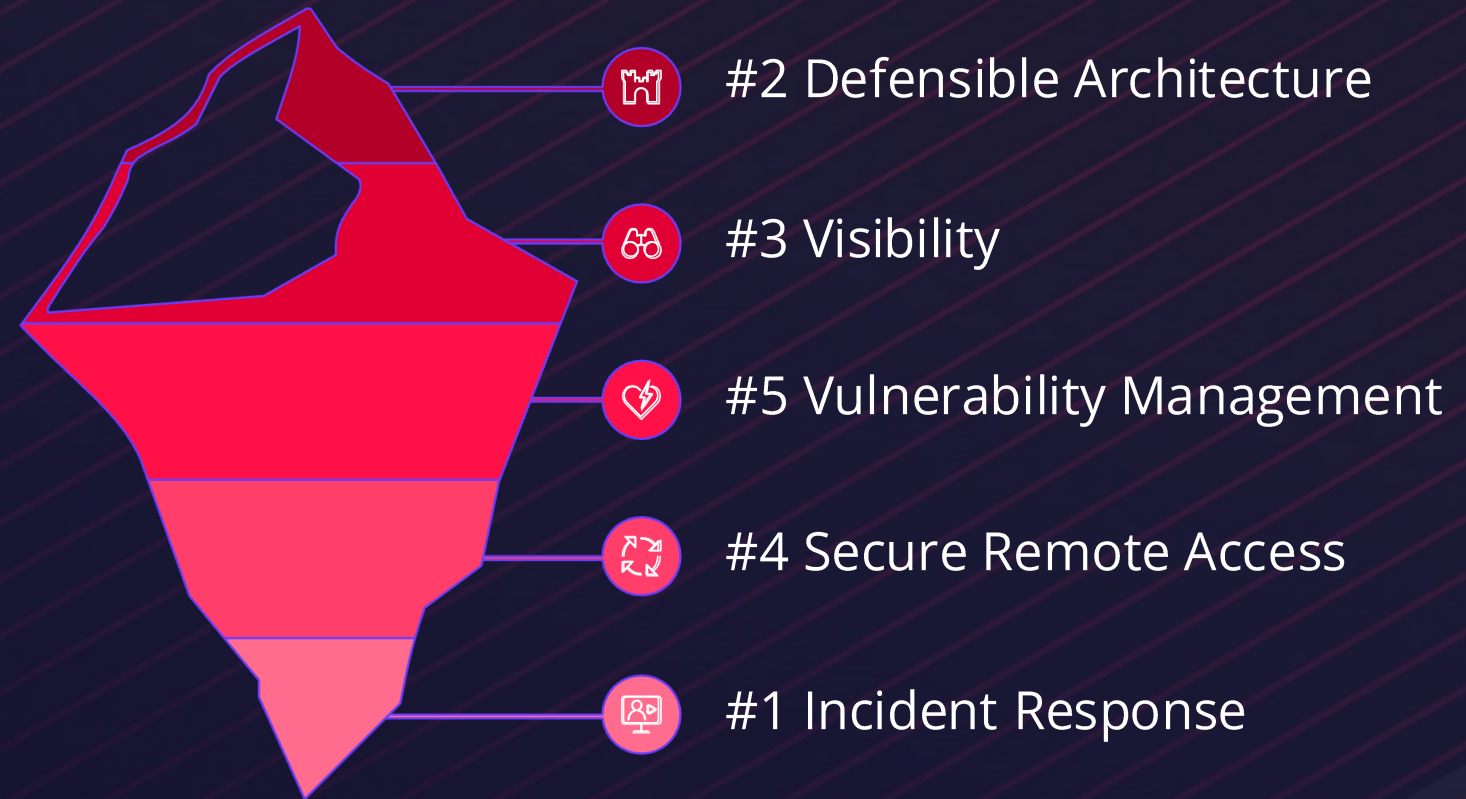 #2 Defensible Architecture
#3 Visibility
#5 Vulnerability Management
#4 Secure Remote Access
#1 Incident Response